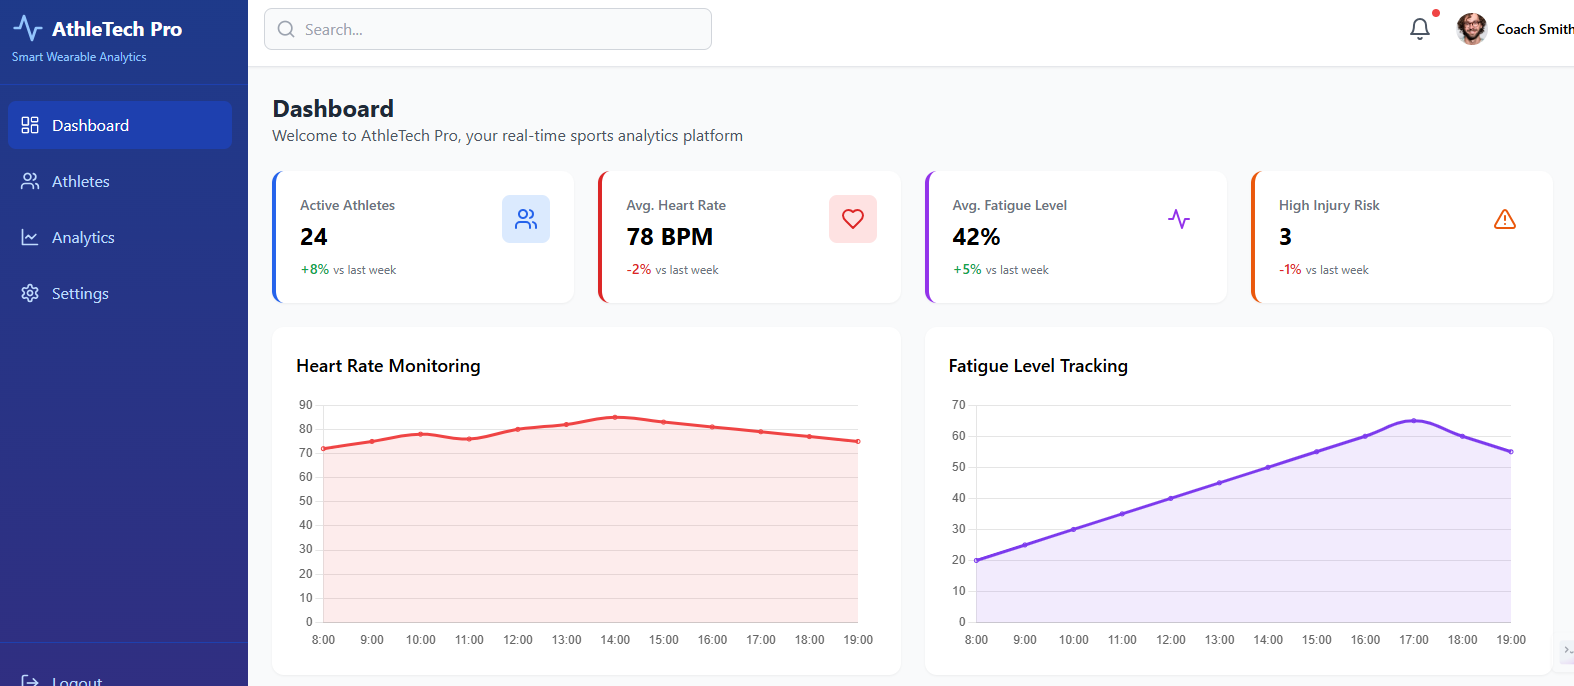 AthleTech Pro
Smart Wearable Analytics
Dashboard
Athletes
Analytics
Settings
Logout
Search...
Coach Smith
Dashboard
Welcome to AthleTech Pro, your real-time sports analytics platform
Active Athletes
24
+8% vs last week
Avg. Heart Rate
78 BPM
-2% vs last week
Avg. Fatigue Level
42%
+5% vs last week
High Injury Risk
3
-1% vs last week
Heart Rate Monitoring
90
80
70
60
50
40
30
20
10
0
8:00 9:00 10:00 11:00 12:00 13:00 14:00 15:00 16:00 17:00 18:00 19:00
Fatigue Level Tracking
70
60
50
40
30
20
10
0
8:00 9:00 10:00 11:00 12:00 13:00 14:00 15:00 16:00 17:00 18:00 19:00